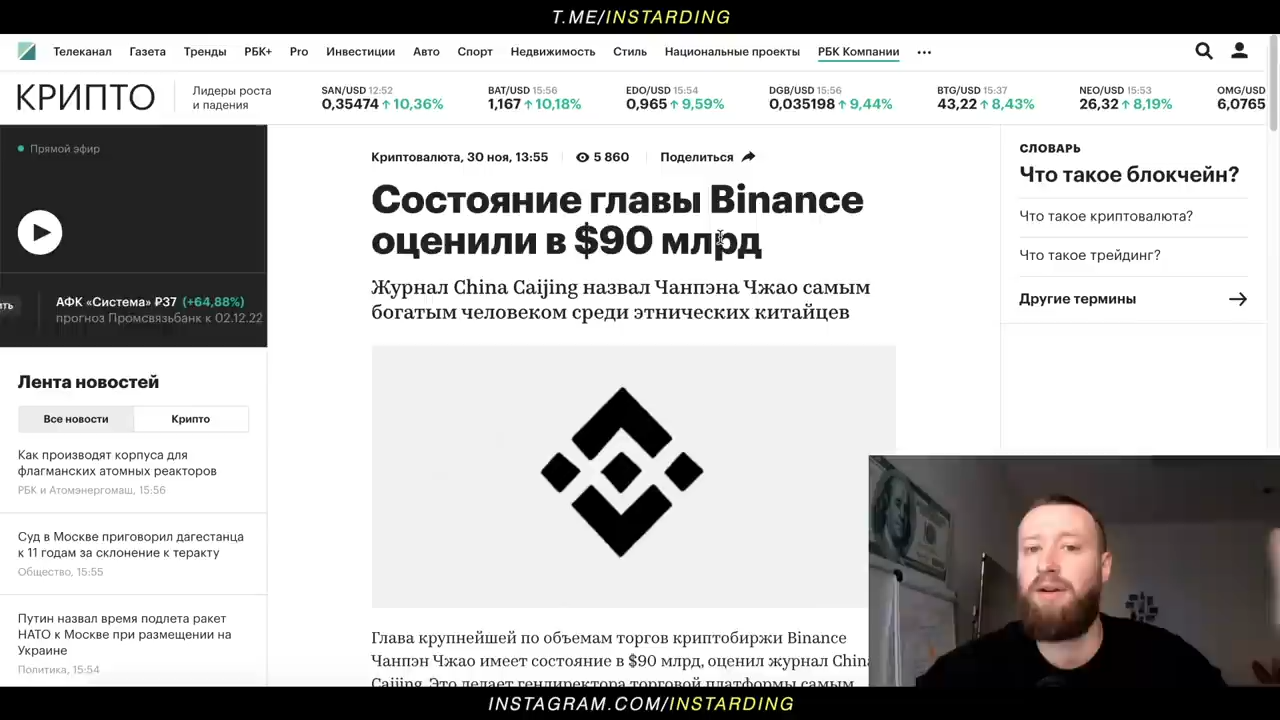 T.ME/INSTARDING
Телеканал Газета Тренды РБК+ Pro Инвестиции Авто Спорт Недвижимость Стиль Национальные проекты РБК Компании
КРИПТО
Лидеры роста
и падения
SAN/USD 12:52
0,35474 ↑ 10,36%
BAT/USD 15:56
1,167 ↑ 10,18%
EDO/USD 15:54
0,965 ↑ 9,59%
DGB/USD 15:56
0,035198 ↑ 9,44%
BTG/USD 15:37
43,22 ↑ 8,43%
NEO/USD 15:53
26,32 ↑ 8,19%
OMG/USD
6,0765
Прямой эфир
ить
АФК «Система» ₽37 (+64,88%)
прогноз Промсвязьбанк к 02.12.22
Лента новостей
Все новости Крипто
Как производят корпуса для
флагманских атомных реакторов
РБК и Атомэнергомаш, 15:56
Суд в Москве приговорил дагестанца
к 11 годам за склонение к теракту
Общество, 15:55
Путин назвал время подлета ракет
НАТО к Москве при размещении на
Украине
Политика, 15:54
Криптовалюта, 30 ноя, 13:55 5 860 Поделиться
Состояние главы Binance
оценили в $90 млрд
Журнал China Caijing назвал Чанпэна Чжао самым
богатым человеком среди этнических китайцев
Глава крупнейшей по объемам торгов криптобиржи Binance
Чанпэн Чжао имеет состояние в $90 млрд, оценил журнал China
Caijing. Это делает гендиректора торговой платформы самым
СЛОВАРЬ
Что такое блокчейн?
Что такое криптовалюта?
Что такое трейдинг?
Другие термины
INSTAGRAM.COM/INSTARDING